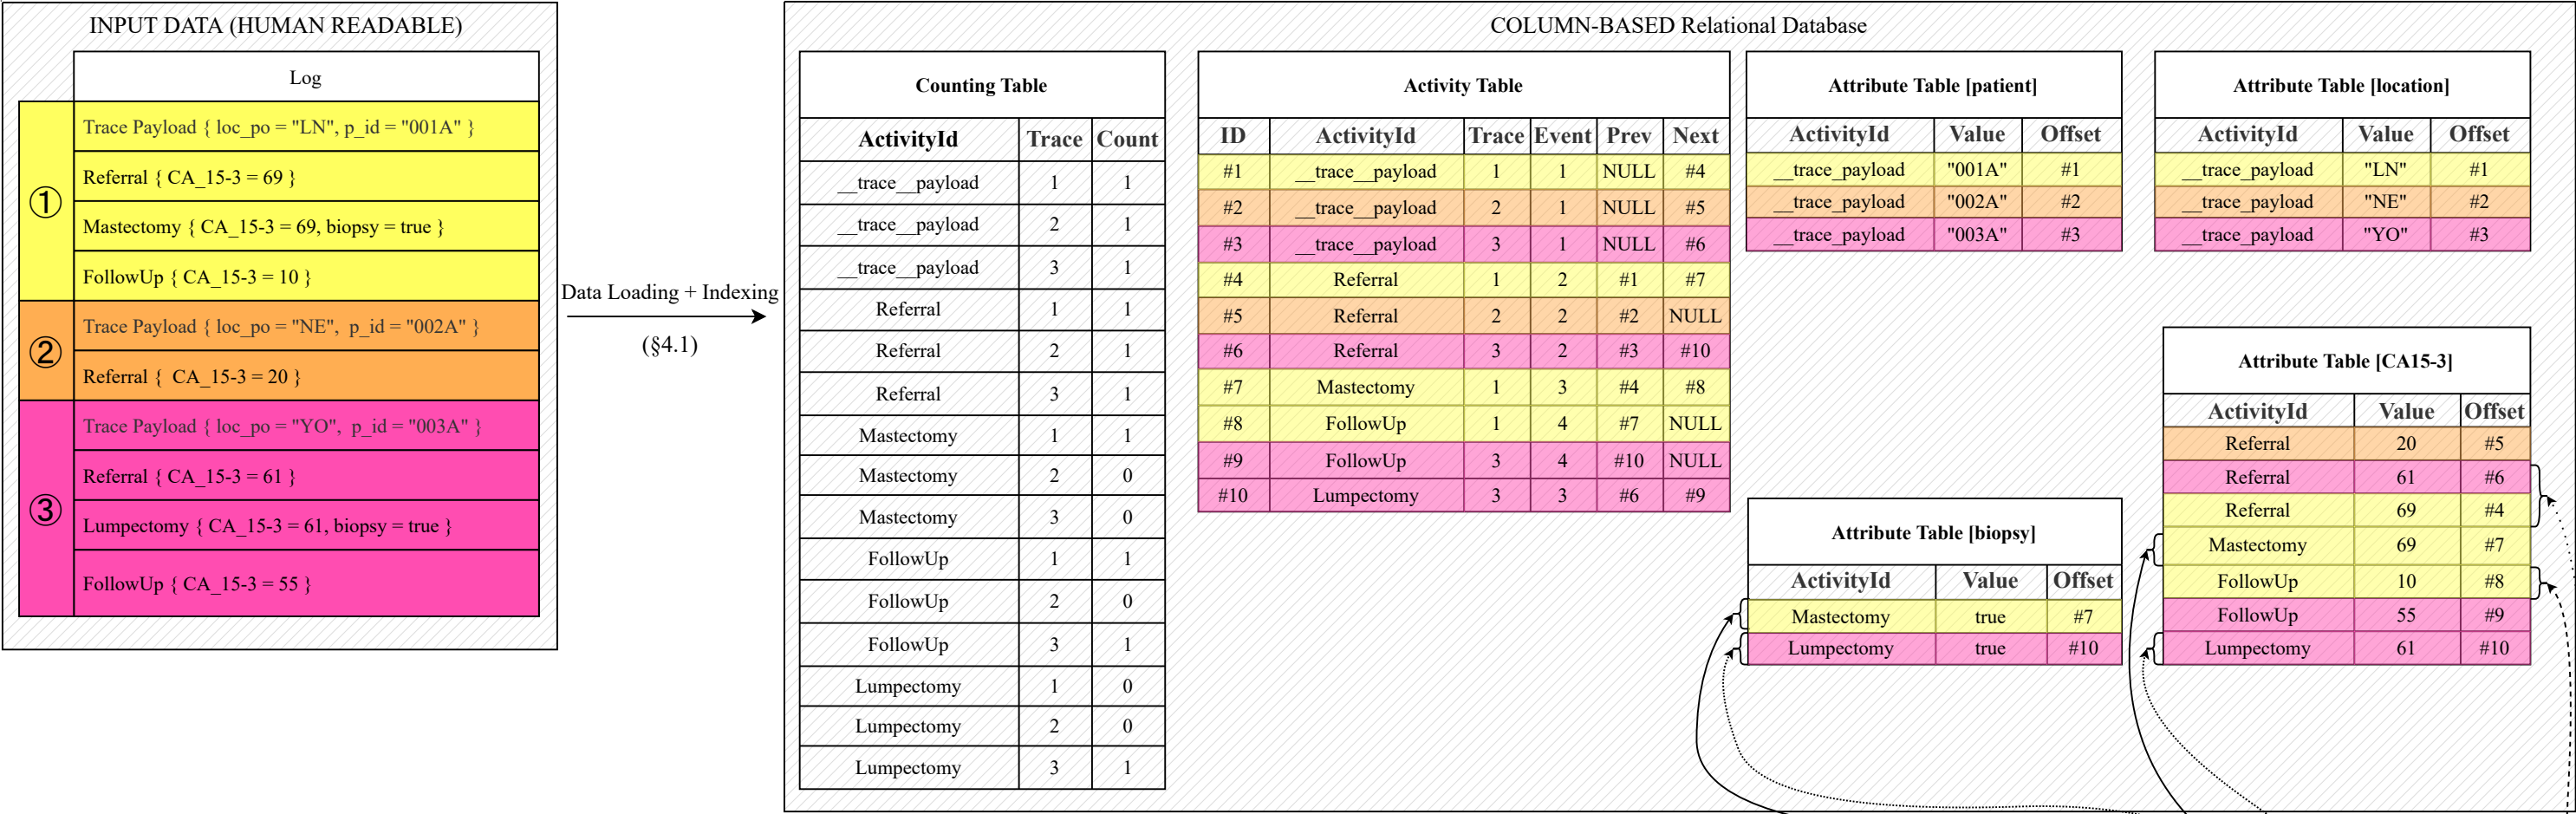 INPUT DATA (HUMAN READABLE)
Log
①
Trace Payload { loc_po = "LN", p_id = "001A" }
Referral { CA_15-3 = 69 }
Mastectomy { CA_15-3 = 69, biopsy = true }
FollowUp { CA_15-3 = 10 }
②
Trace Payload { loc_po = "NE", p_id = "002A" }
Referral { CA_15-3 = 20 }
③
Trace Payload { loc_po = "YO", p_id = "003A" }
Referral { CA_15-3 = 61 }
Lumpectomy { CA_15-3 = 61, biopsy = true }
FollowUp { CA_15-3 = 55 }
Data Loading + Indexing
(§4.1)
COLUMN-BASED Relational Database
Counting Table
ActivityId Trace Count
__trace__payload 1 1
__trace__payload 2 1
__trace__payload 3 1
Referral 1 1
Referral 2 1
Referral 3 1
Mastectomy 1 1
Mastectomy 2 0
Mastectomy 3 0
FollowUp 1 1
FollowUp 2 0
FollowUp 3 1
Lumpectomy 1 0
Lumpectomy 2 0
Lumpectomy 3 1
Activity Table
ID ActivityId Trace Event Prev Next
#1 __trace__payload 1 1 NULL #4
#2 __trace__payload 2 1 NULL #5
#3 __trace__payload 3 1 NULL #6
#4 Referral 1 2 #1 #7
#5 Referral 2 2 #2 NULL
#6 Referral 3 2 #3 #10
#7 Mastectomy 1 3 #4 #8
#8 FollowUp 1 4 #7 NULL
#9 FollowUp 3 4 #10 NULL
#10 Lumpectomy 3 3 #6 #9
Attribute Table [patient]
ActivityId Value Offset
__trace_payload "001A" #1
__trace_payload "002A" #2
__trace_payload "003A" #3
Attribute Table [location]
ActivityId Value Offset
__trace_payload "LN" #1
__trace_payload "NE" #2
__trace_payload "YO" #3
Attribute Table [biopsy]
ActivityId Value Offset
Mastectomy true #7
Lumpectomy true #10
Attribute Table [CA15-3]
ActivityId Value Offset
Referral 20 #5
Referral 61 #6
Referral 69 #4
Mastectomy 69 #7
FollowUp 10 #8
FollowUp 55 #9
Lumpectomy 61 #10